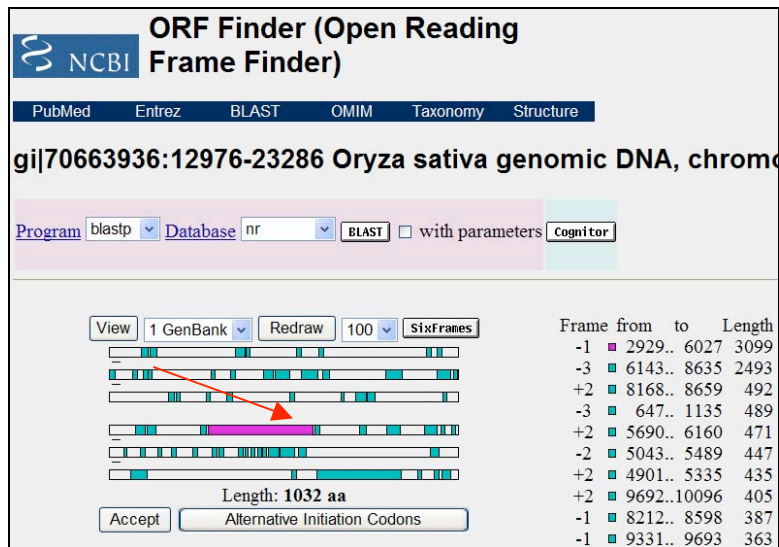 ORF Finder (Open Reading
NCBI Frame Finder)
PubMed Entrez BLAST OMIM Taxonomy Structure
gi|70663936:12976-23286 Oryza sativa genomic DNA, chromo
Program blastp Database nr BLAST with parameters Cognitor
View 1 GenBank Redraw 100 SixFrames
Frame from to Length
-1 2929.. 6027 3099
-3 6143.. 8635 2493
+2 8168.. 8659 492
-3 647.. 1135 489
+2 5690.. 6160 471
-2 5043.. 5489 447
+2 4901.. 5335 435
+2 9692..10096 405
-1 8212.. 8598 387
-1 9331.. 9693 363
Length: 1032 aa
Accept Alternative Initiation Codons